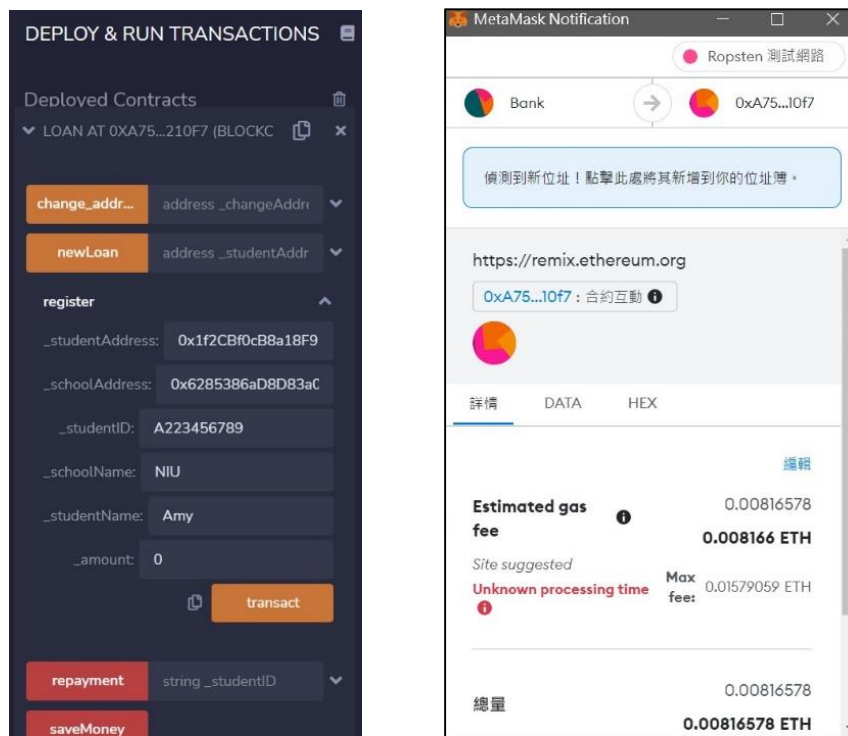 DEPLOY & RUN TRANSACTIONS
Deployed Contracts
LOAN AT 0XA75...210F7 (BLOCKC
change_addr...
address _changeAddre
newLoan
address _studentAddr
register
_studentAddress:
0x1f2CBf0cB8a18F9
_schoolAddress:
0x6285386aD8D83a0
_studentID:
A223456789
_schoolName:
NIU
_studentName:
Amy
_amount:
0
transact
repayment
string _studentID
saveMoney
MetaMask Notification
Ropsten 測試網路
Bank
0xA75...10f7
偵測到新位址！點擊此處將其新增到你的位址簿。
https://remix.ethereum.org
0xA75...10f7 : 合約互動
詳情
DATA
HEX
編輯
Estimated gas fee
0.00816578
0.008166 ETH
Site suggested
Unknown processing time
Max fee:
0.01579059 ETH
總量
0.00816578
0.00816578 ETH